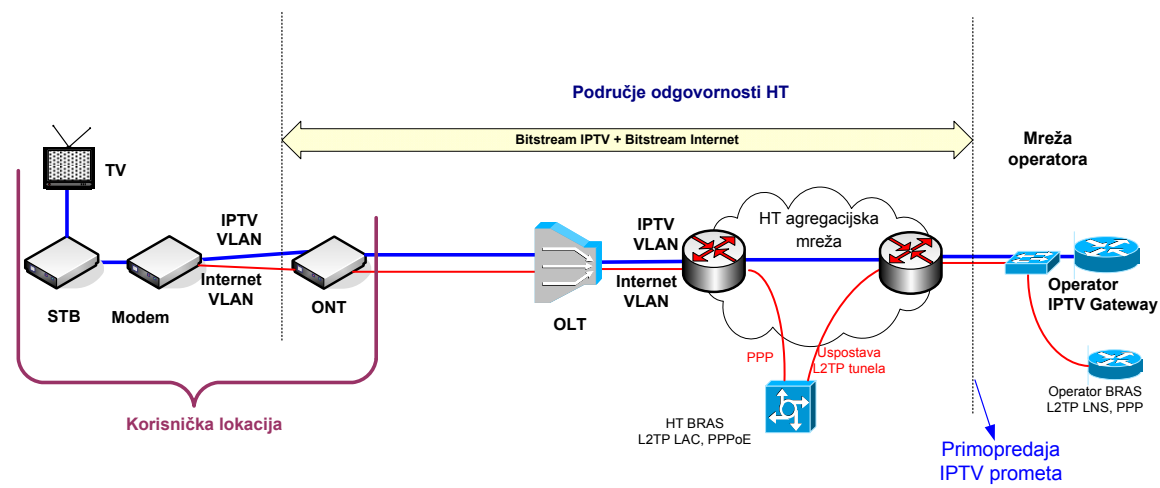 Područje odgovornosti HT
Bitstream IPTV + Bitstream Internet
Mreža
operatora
TV
IPTV
VLAN
Internet
VLAN
STB
Modem
ONT
OLT
IPTV
VLAN
Internet
VLAN
HT agregacijska
mreža
PPP
Uspostava
L2TP tunela
HT BRAS
L2TP LAC, PPPoE
Operator
IPTV Gateway
Operator BRAS
L2TP LNS, PPP
Korisnička lokacija
Primopredaja
IPTV prometa